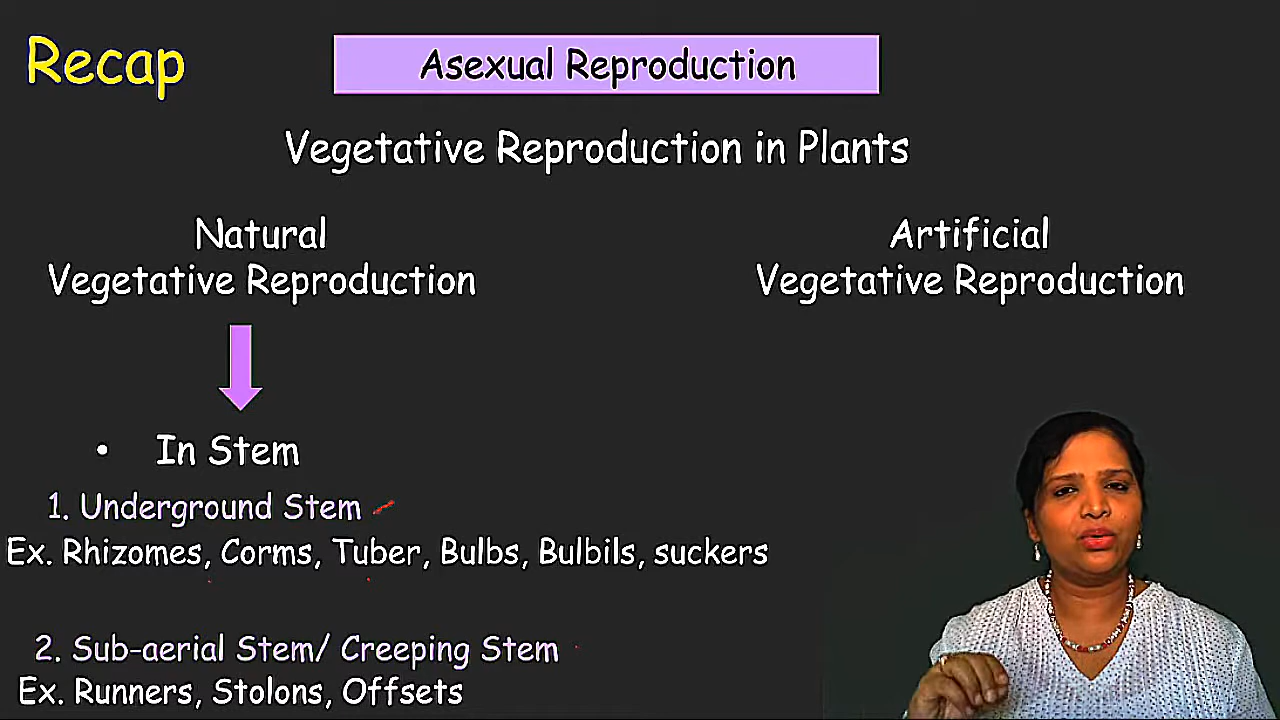 Recap
Asexual Reproduction
Vegetative Reproduction in Plants
Natural
Vegetative Reproduction
Artificial
Vegetative Reproduction
• In Stem
1. Underground Stem
Ex. Rhizomes, Corms, Tuber, Bulbs, Bulbils, suckers
2. Sub-aerial Stem/ Creeping Stem
Ex. Runners, Stolons, Offsets